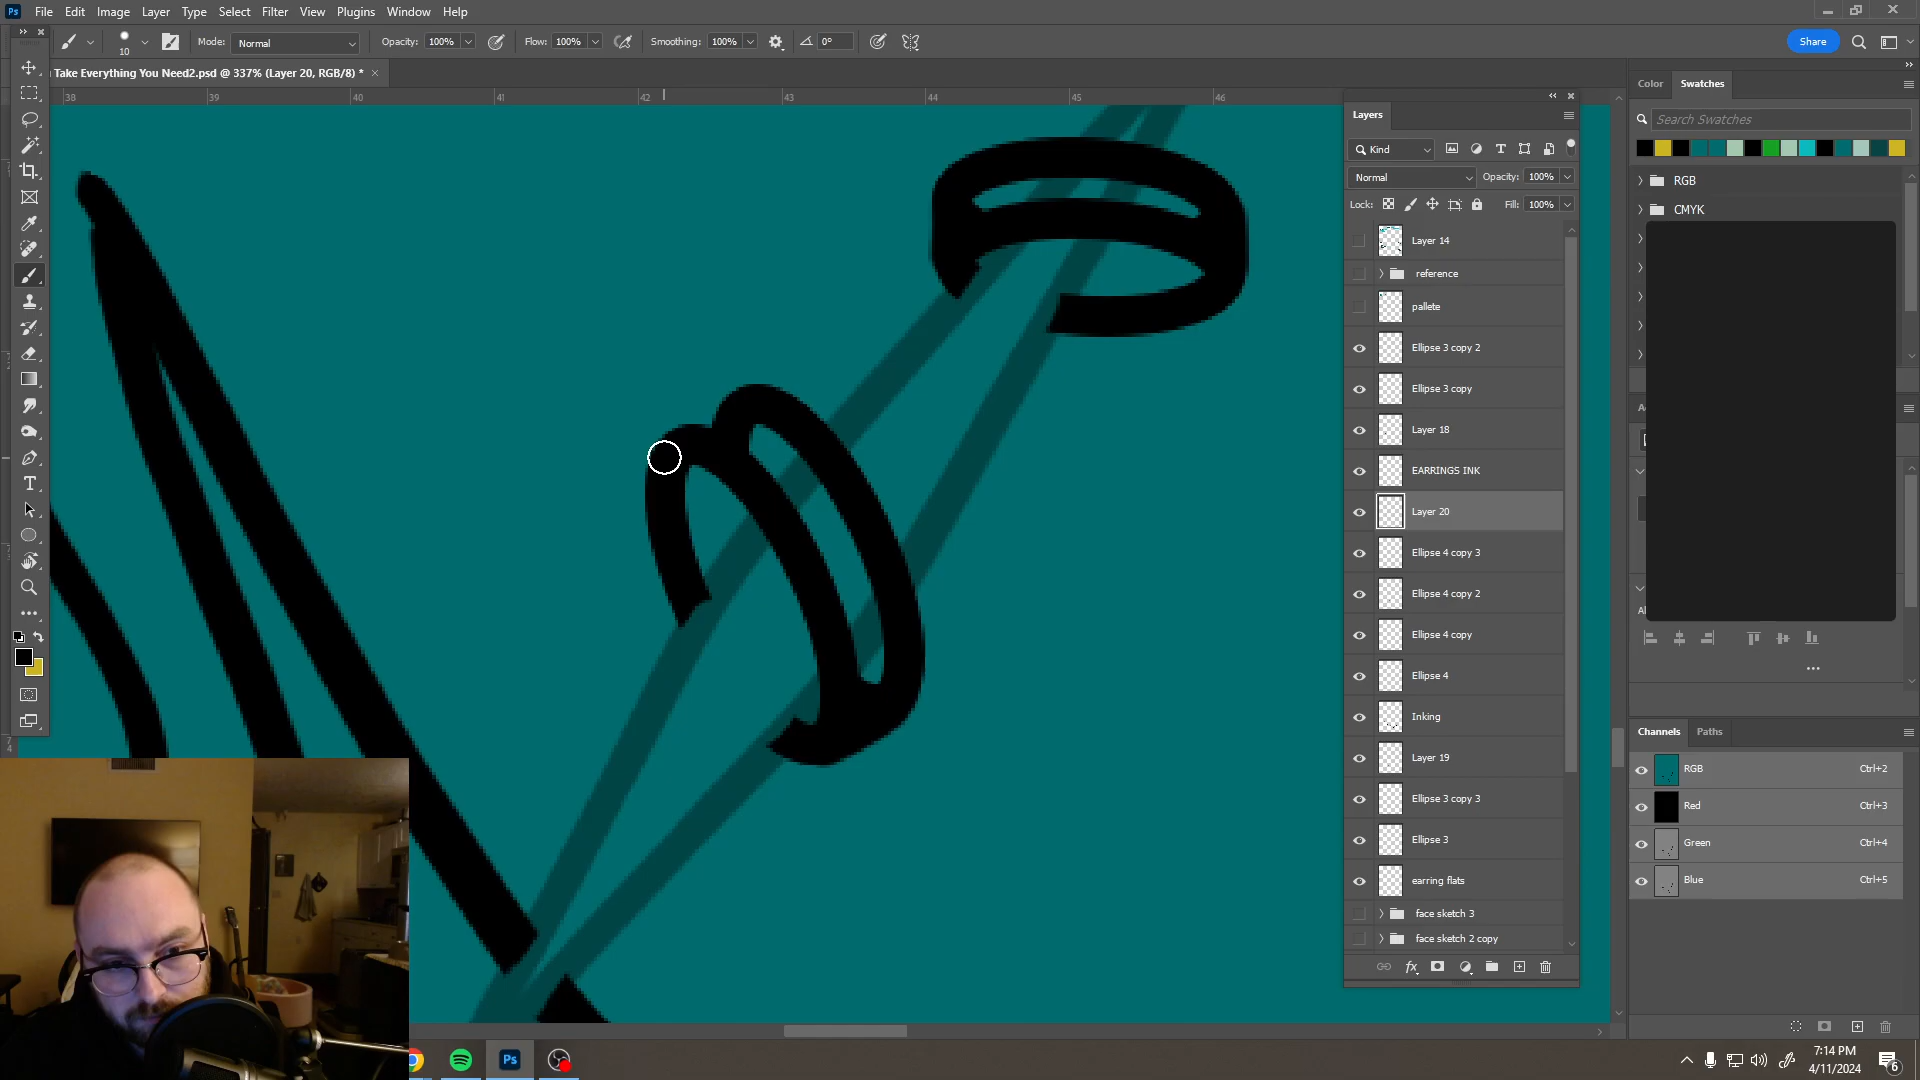 Ps File Edit Image Layer Type Select Filter View Plugins Window Help
10 Mode: Normal Opacity: 100% Flow: 100% Smoothing: 100% 0° Share
Take Everything You Need2.psd @ 337% (Layer 20, RGB/8) *
38 39 40 41 42 43 44 45 46
Layers
Kind
Normal Opacity: 100%
Lock: Fill: 100%
Layer 14
reference
pallete
Ellipse 3 copy 2
Ellipse 3 copy
Layer 18
EARRINGS INK
Layer 20
Ellipse 4 copy 3
Ellipse 4 copy 2
Ellipse 4 copy
Ellipse 4
Inking
Layer 19
Ellipse 3 copy 3
Ellipse 3
earring flats
face sketch 3
face sketch 2 copy
fx
Color Swatches
Search Swatches
RGB
CMYK
Channels Paths
RGB Ctrl+2
Red Ctrl+3
Green Ctrl+4
Blue Ctrl+5
Ps
7:14 PM
4/11/2024
6